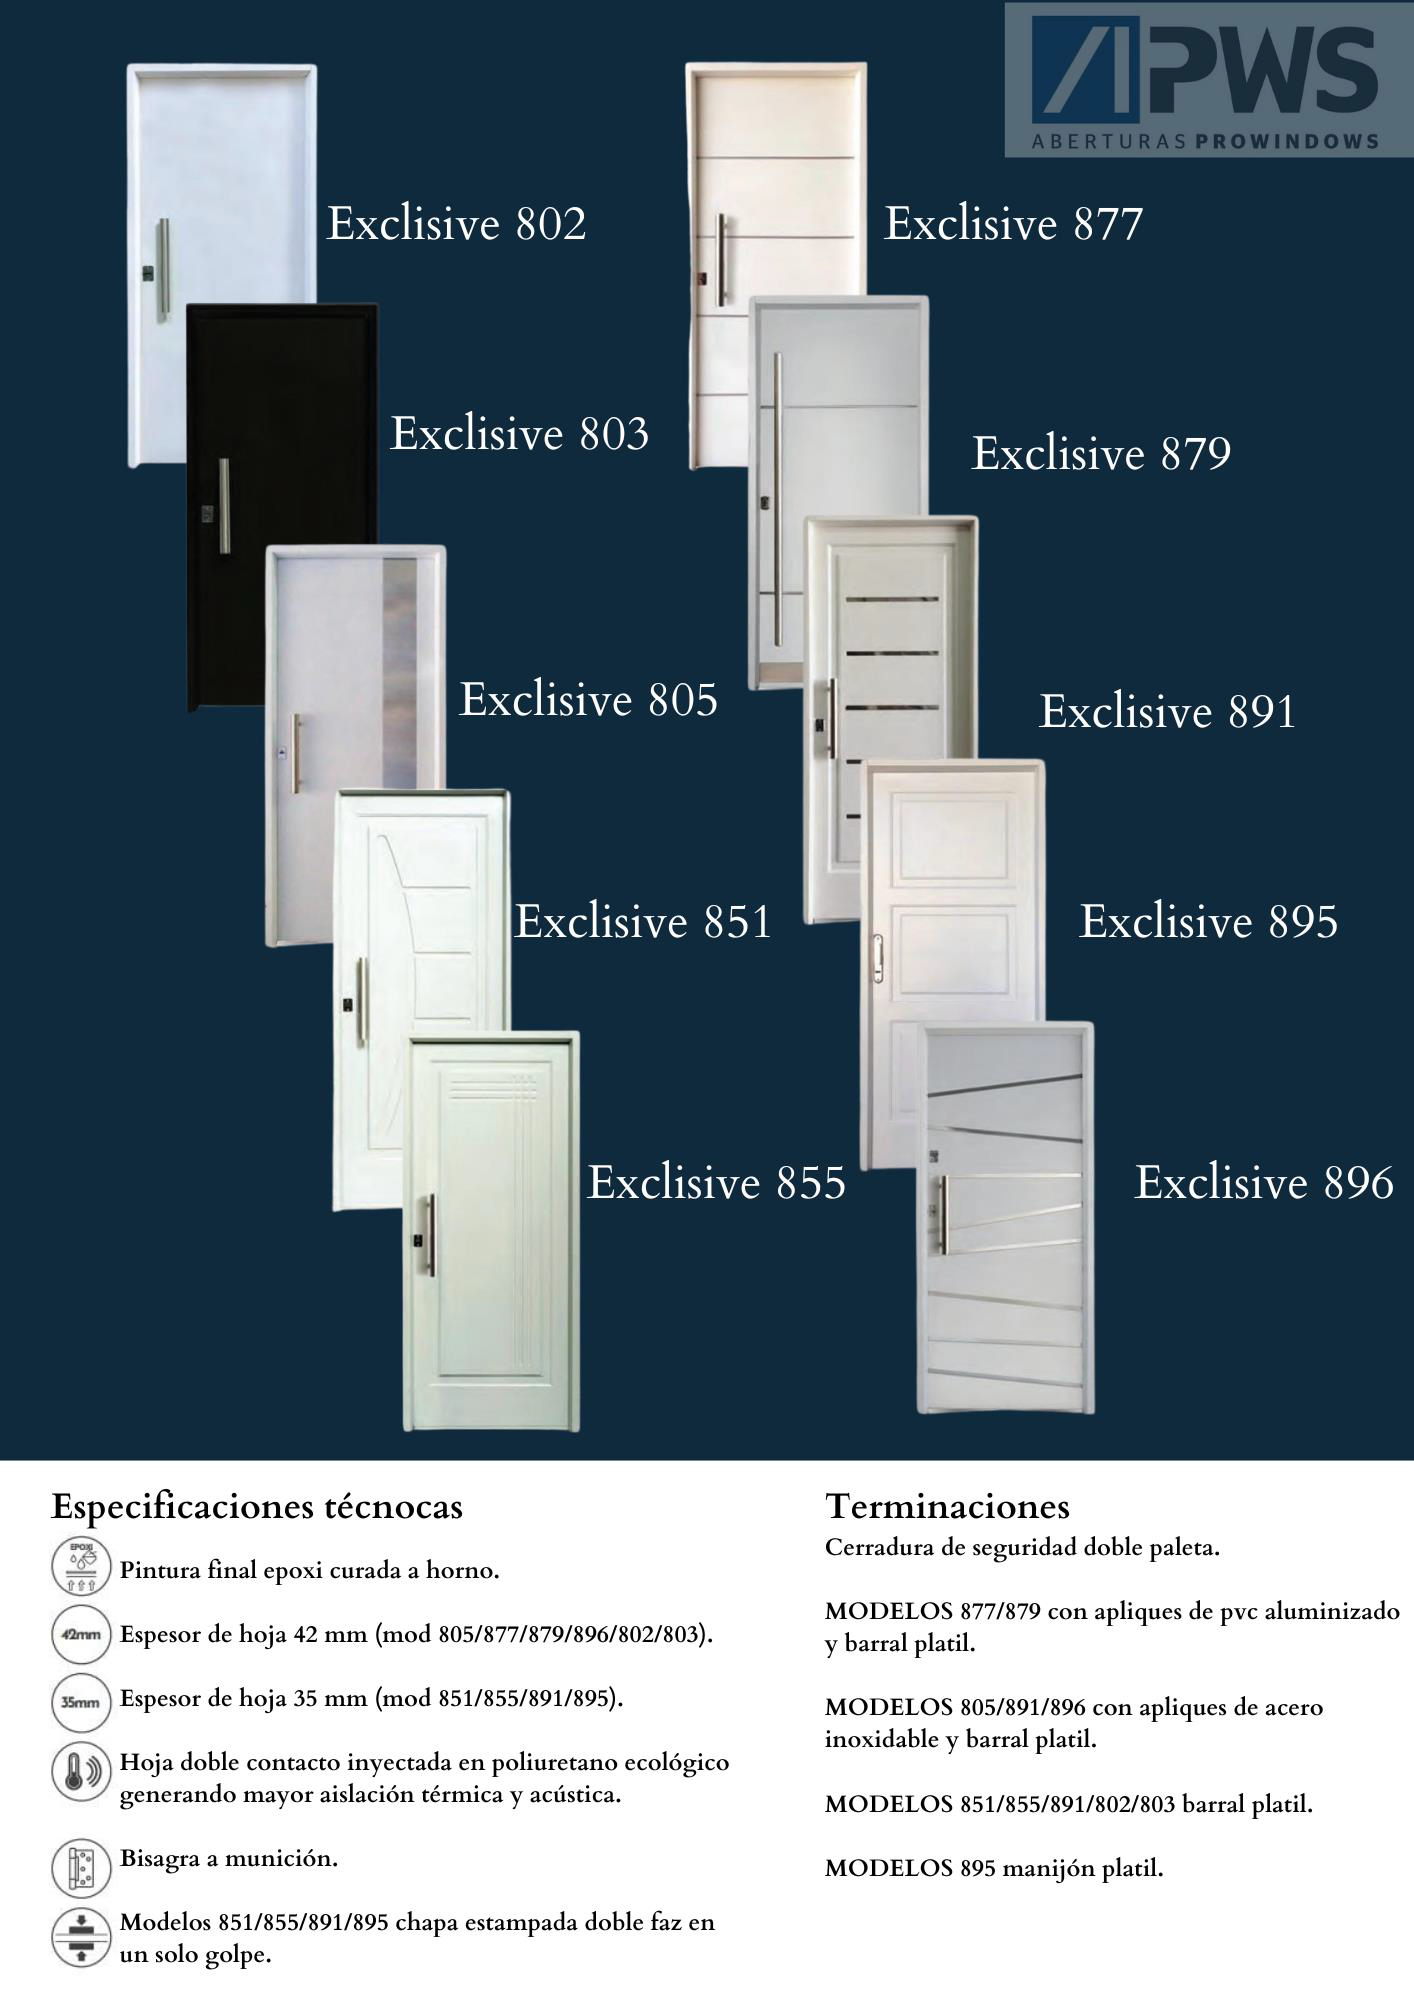 PWS
ABERTURAS PROWINDOWS
Exclisive 802
Exclisive 877
Exclisive 803
Exclisive 879
Exclisive 805
Exclisive 891
Exclisive 851
Exclisive 895
Exclisive 855
Exclisive 896
Especificaciones técnocas
EPOXI
Pintura final epoxi curada a horno.
42mm
Espesor de hoja 42 mm (mod 805/877/879/896/802/803).
35mm
Espesor de hoja 35 mm (mod 851/855/891/895).
Hoja doble contacto inyectada en poliuretano ecológico
generando mayor aislación térmica y acústica.
Bisagra a munición.
Modelos 851/855/891/895 chapa estampada doble faz en
un solo golpe.
Terminaciones
Cerradura de seguridad doble paleta.
MODELOS 877/879 con apliques de pvc aluminizado
y barral platil.
MODELOS 805/891/896 con apliques de acero
inoxidable y barral platil.
MODELOS 851/855/891/802/803 barral platil.
MODELOS 895 manijón platil.